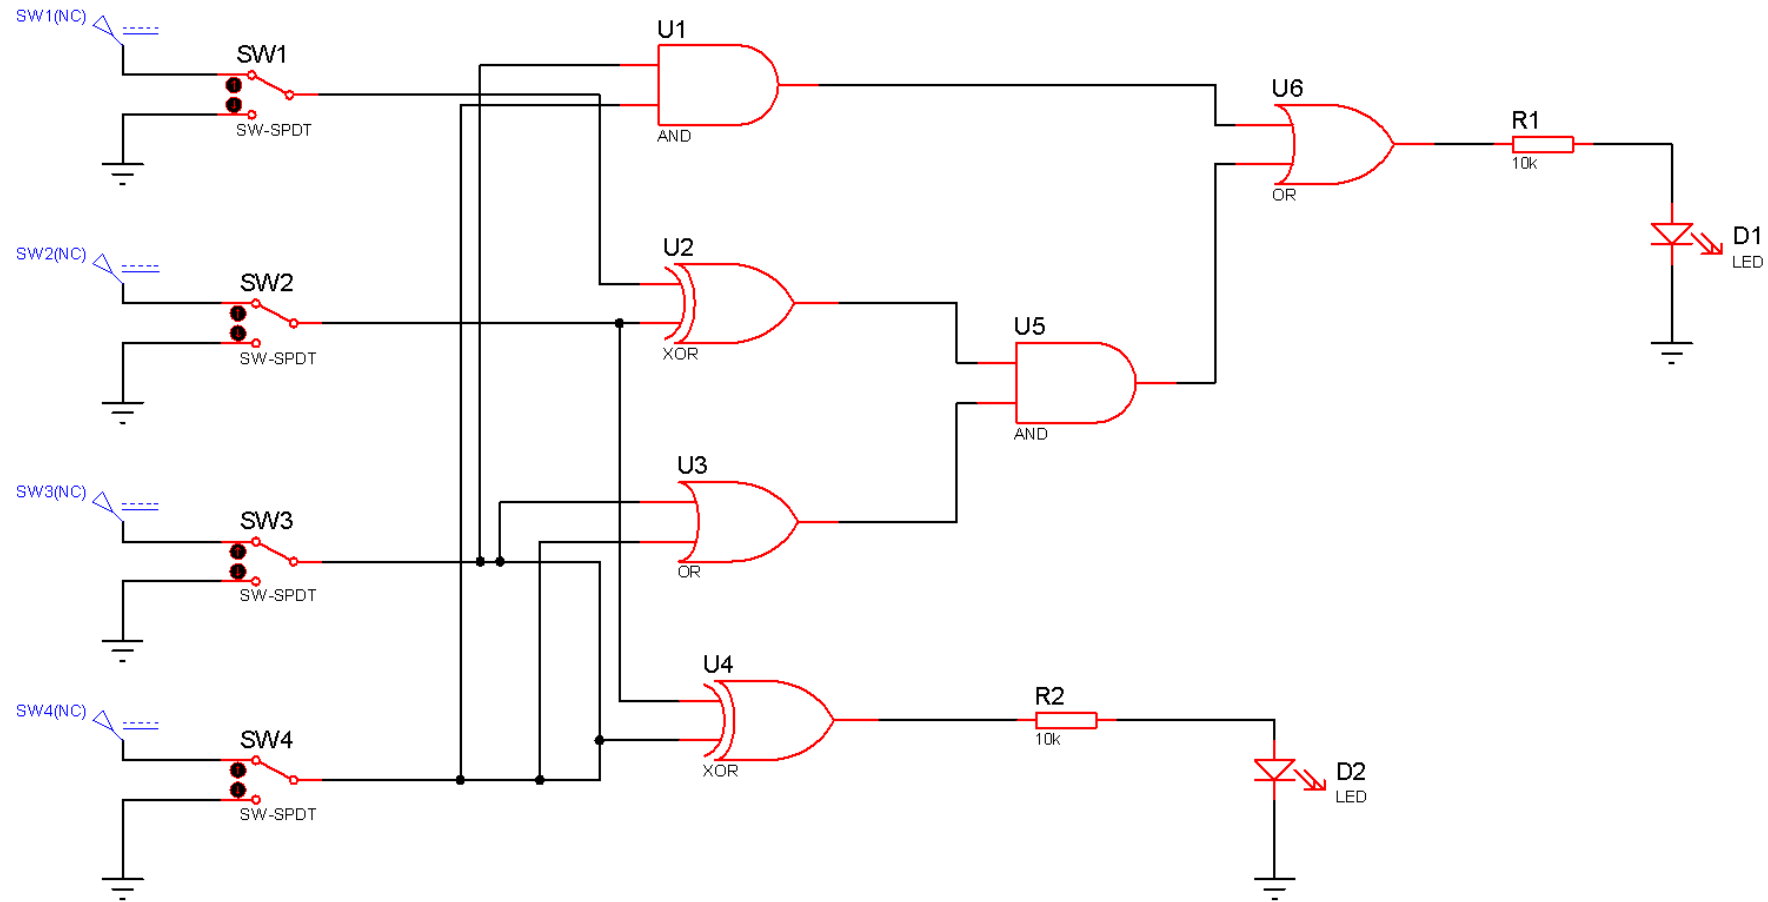 SW1(NC)
SW1
SW-SPDT
U1
AND
U6
OR
R1
10k
D1
LED
SW2(NC)
SW2
SW-SPDT
U2
XOR
U5
AND
SW3(NC)
SW3
SW-SPDT
U3
OR
SW4(NC)
SW4
SW-SPDT
U4
XOR
R2
10k
D2
LED